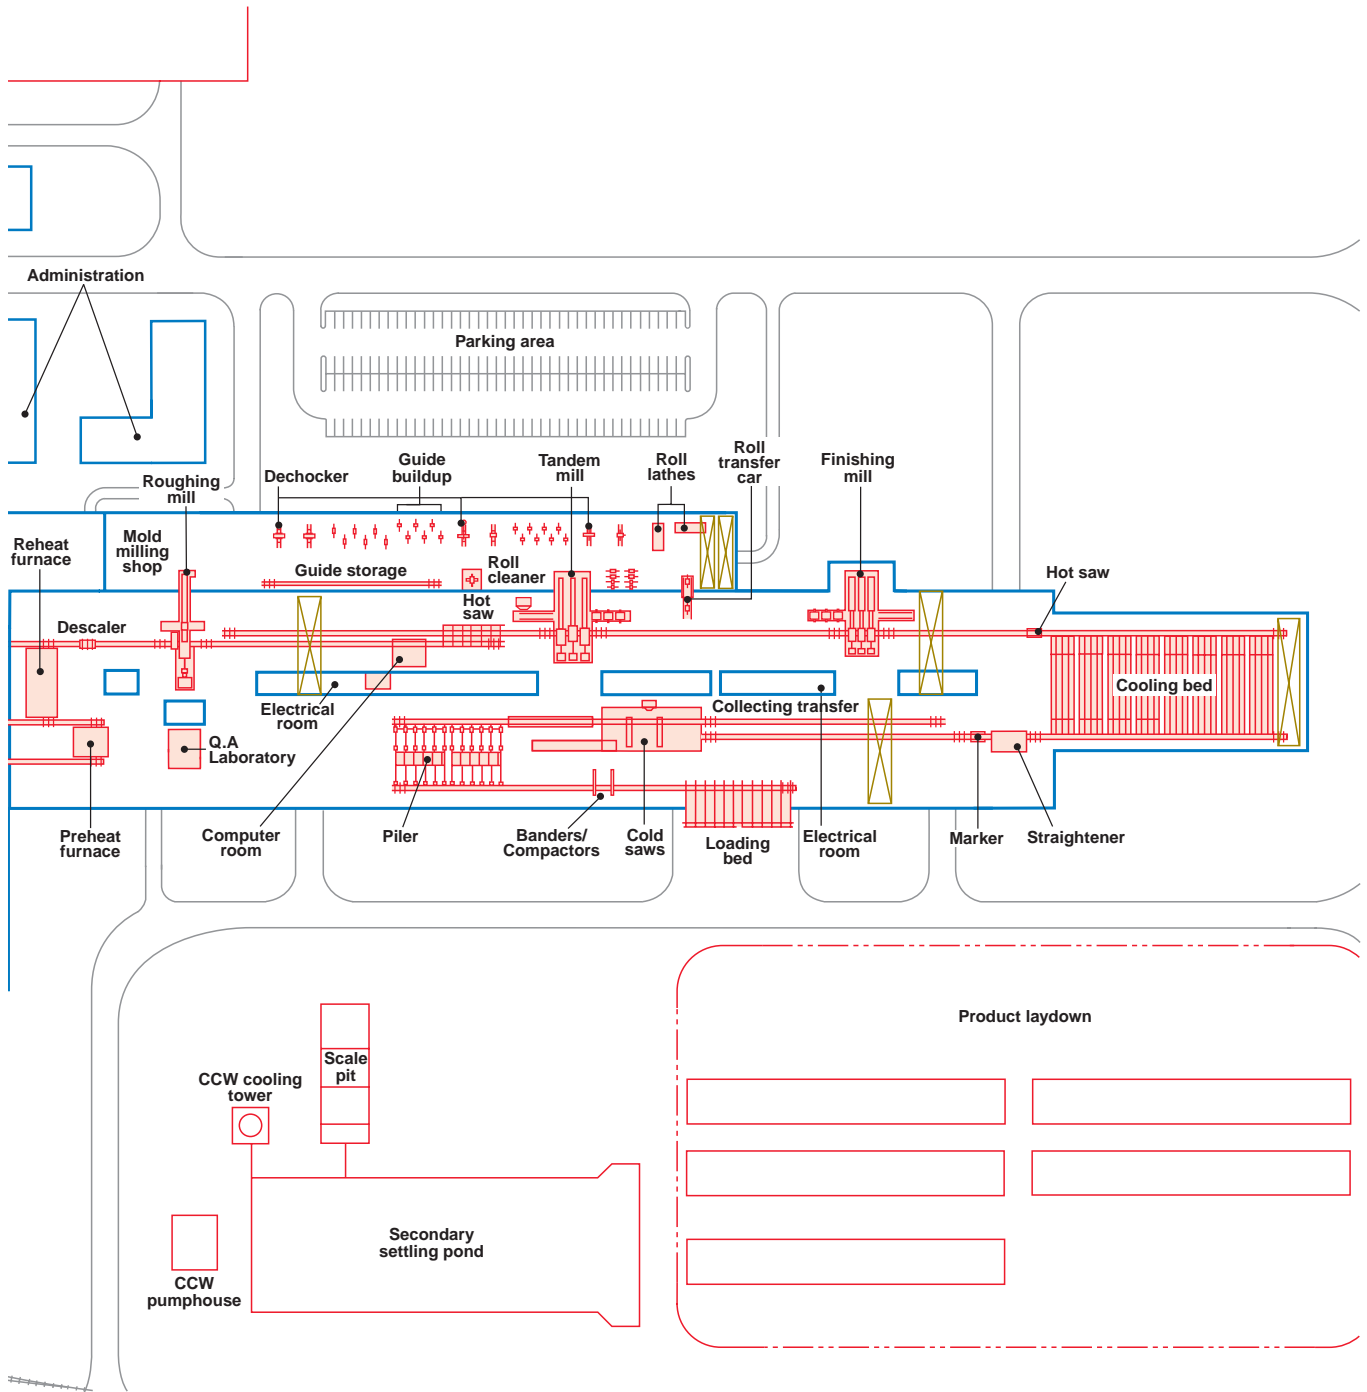 Administration
Parking area
Roughing
mill
Dechocker
Guide
buildup
Tandem
mill
Roll
lathes
Roll
transfer
car
Finishing
mill
Reheat
furnace
Mold
milling
shop
Guide storage
Roll
cleaner
Hot
saw
Hot saw
Descaler
Electrical
room
Collecting transfer
Cooling bed
Q.A
Laboratory
Preheat
furnace
Computer
room
Piler
Banders/
Compactors
Cold
saws
Loading
bed
Electrical
room
Marker
Straightener
Product laydown
Scale
pit
CCW cooling
tower
Secondary
settling pond
CCW
pumphouse